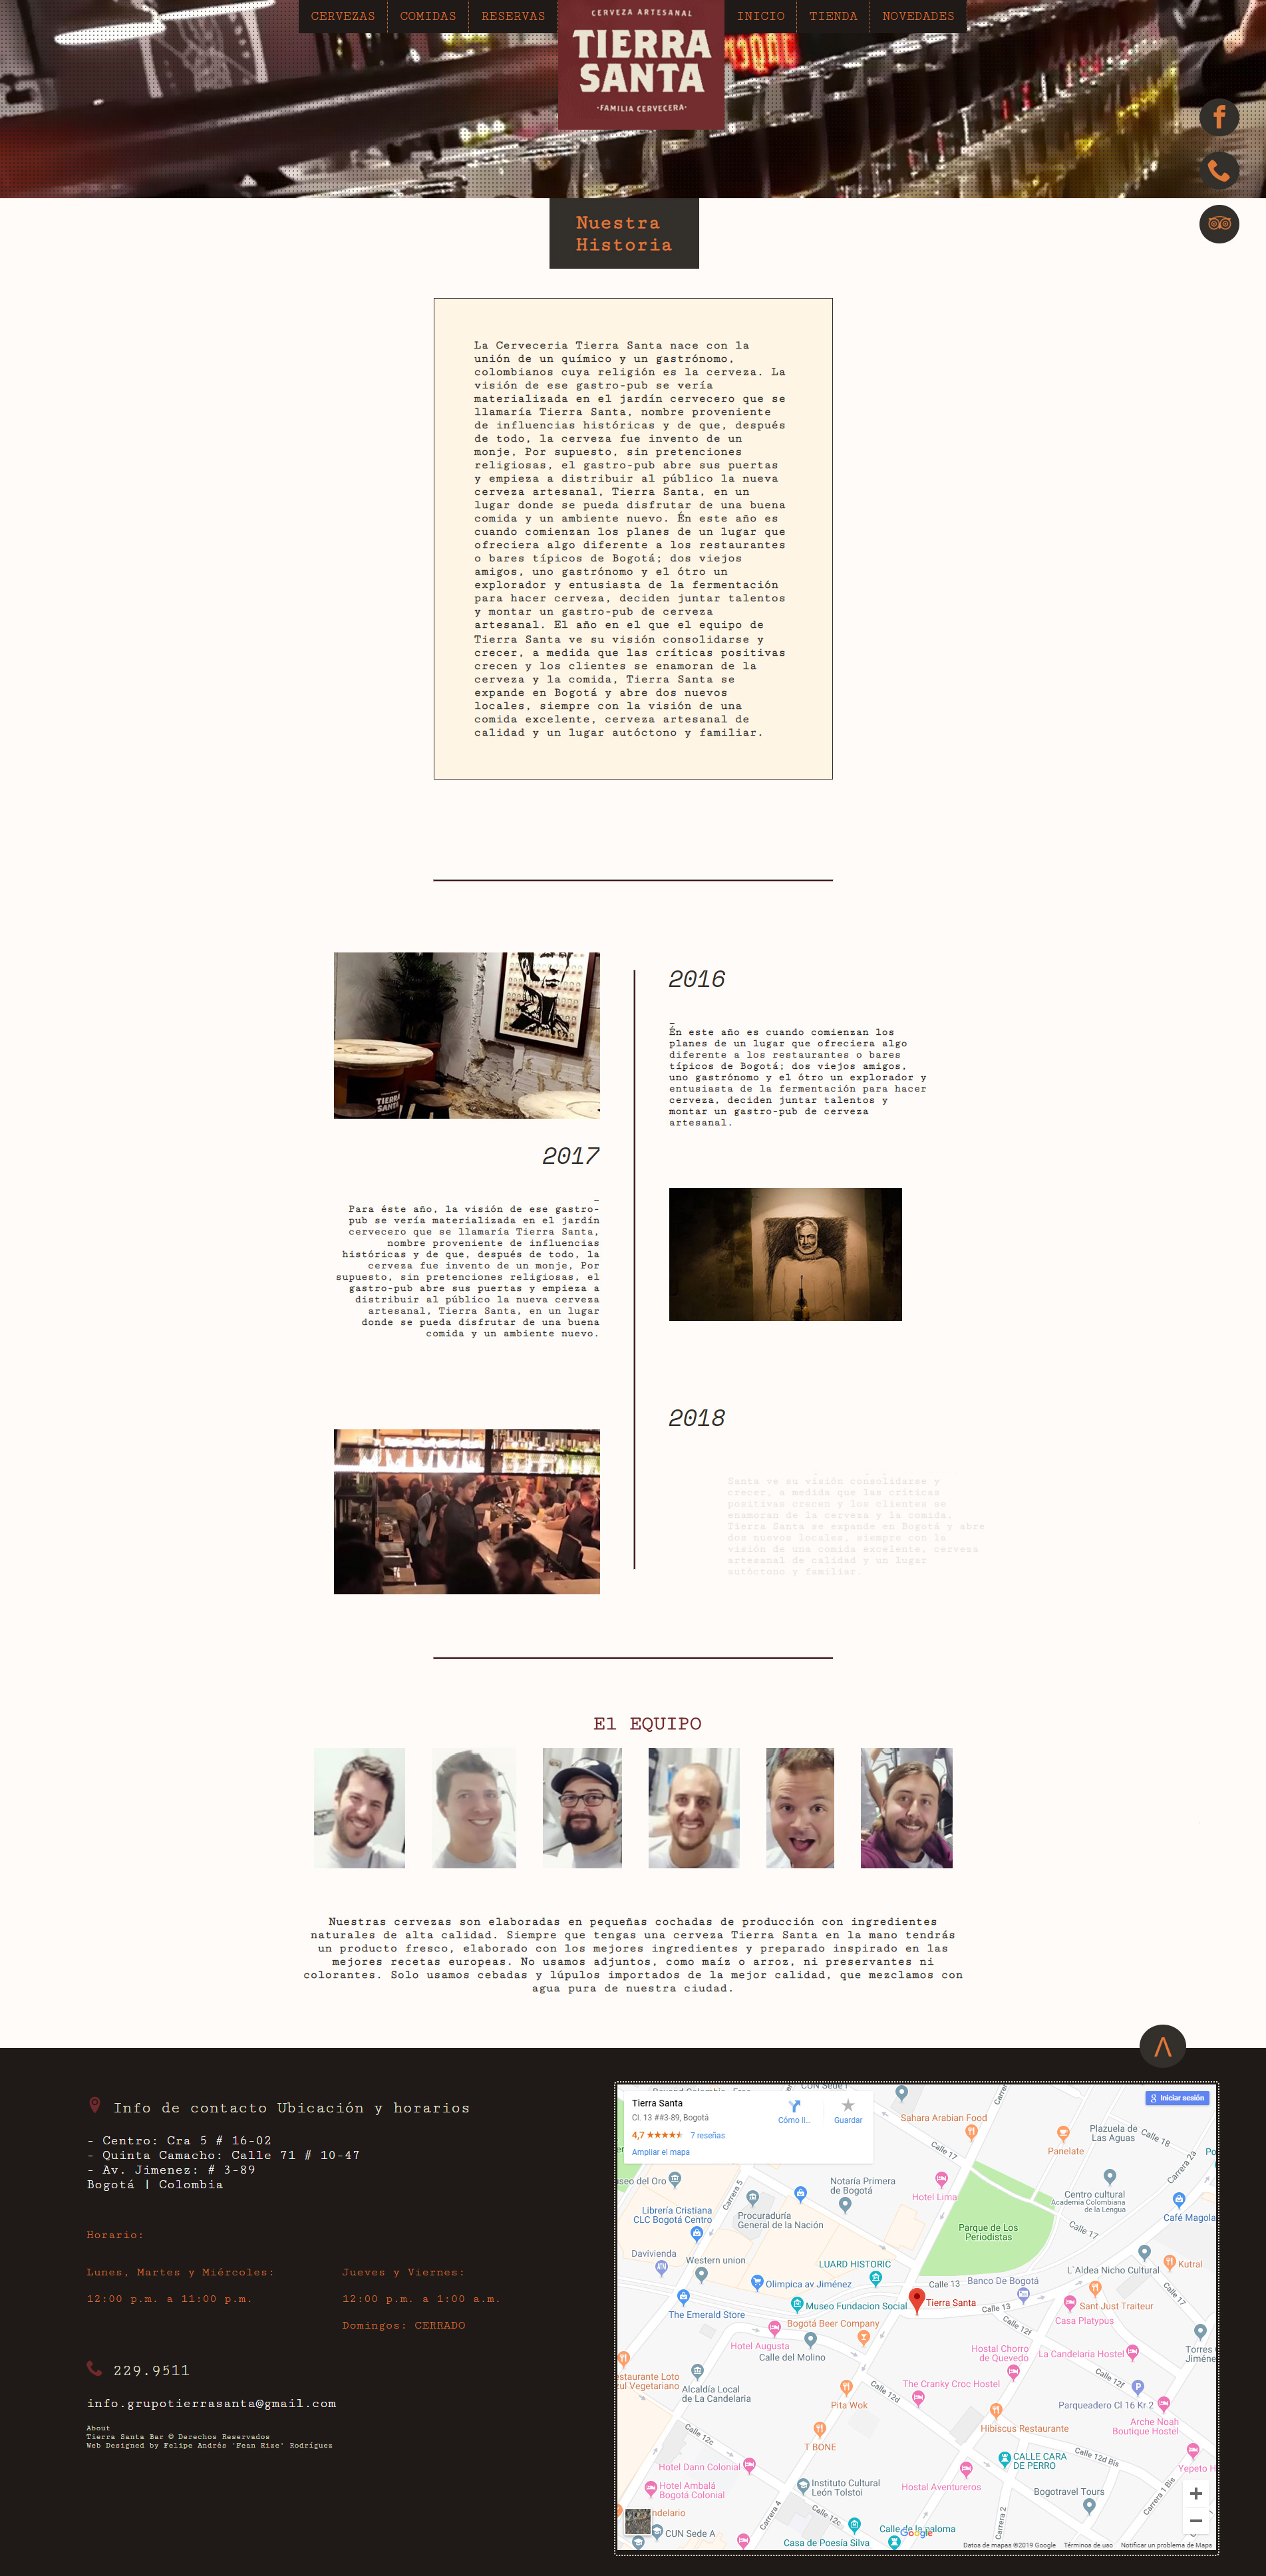 CERVEZAS
COMIDAS
RESERVAS
CERVEZA ARTESANAL
TIERRA
SANTA
·FAMILIA CERVECERA·
INICIO
TIENDA
NOVEDADES
Nuestra
Historia
La Cerveceria Tierra Santa nace con la
unión de un químico y un gastrónomo,
colombianos cuya religión es la cerveza. La
visión de ese gastro-pub se vería
materializada en el jardín cervecero que se
llamaría Tierra Santa, nombre proveniente
de influencias históricas y de que, después
de todo, la cerveza fue invento de un
monje, Por supuesto, sin pretenciones
religiosas, el gastro-pub abre sus puertas
y empieza a distribuir al público la nueva
cerveza artesanal, Tierra Santa, en un
lugar donde se pueda disfrutar de una buena
comida y un ambiente nuevo. Én este año es
cuando comienzan los planes de un lugar que
ofreciera algo diferente a los restaurantes
o bares típicos de Bogotá; dos viejos
amigos, uno gastrónomo y el ótro un
explorador y entusiasta de la fermentación
para hacer cerveza, deciden juntar talentos
y montar un gastro-pub de cerveza
artesanal. El año en el que el equipo de
Tierra Santa ve su visión consolidarse y
crecer, a medida que las críticas positivas
crecen y los clientes se enamoran de la
cerveza y la comida, Tierra Santa se
expande en Bogotá y abre dos nuevos
locales, siempre con la visión de una
comida excelente, cerveza artesanal de
calidad y un lugar autóctono y familiar.
TIERRA
SANTA
2016
–
Én este año es cuando comienzan los
planes de un lugar que ofreciera algo
diferente a los restaurantes o bares
típicos de Bogotá; dos viejos amigos,
uno gastrónomo y el ótro un explorador y
entusiasta de la fermentación para hacer
cerveza, deciden juntar talentos y
montar un gastro-pub de cerveza
artesanal.
2017
–
Para éste año, la visión de ese gastro-
pub se vería materializada en el jardín
cervecero que se llamaría Tierra Santa,
nombre proveniente de influencias
históricas y de que, después de todo, la
cerveza fue invento de un monje, Por
supuesto, sin pretenciones religiosas, el
gastro-pub abre sus puertas y empieza a
distribuir al público la nueva cerveza
artesanal, Tierra Santa, en un lugar
donde se pueda disfrutar de una buena
comida y un ambiente nuevo.
2018
Santa ve su visión consolidarse y
crecer, a medida que las críticas
positivas crecen y los clientes se
enamoran de la cerveza y la comida,
Tierra Santa se expande en Bogotá y abre
dos nuevos locales, siempre con la
visión de una comida excelente, cerveza
artesanal de calidad y un lugar
autóctono y familiar.
El EQUIPO
Nuestras cervezas son elaboradas en pequeñas cochadas de producción con ingredientes
naturales de alta calidad. Siempre que tengas una cerveza Tierra Santa en la mano tendrás
un producto fresco, elaborado con los mejores ingredientes y preparado inspirado en las
mejores recetas europeas. No usamos adjuntos, como maíz o arroz, ni preservantes ni
colorantes. Solo usamos cebadas y lúpulos importados de la mejor calidad, que mezclamos con
agua pura de nuestra ciudad.
Info de contacto Ubicación y horarios
- Centro: Cra 5 # 16-02
- Quinta Camacho: Calle 71 # 10-47
- Av. Jimenez: # 3-89
Bogotá | Colombia
Horario:
Lunes, Martes y Miércoles:
12:00 p.m. a 11:00 p.m.
Jueves y Viernes:
12:00 p.m. a 1:00 a.m.
Domingos: CERRADO
229.9511
info.grupotierrasanta@gmail.com
About
Tierra Santa Bar © Derechos Reservados
Web Designed by Felipe Andrés 'Fean Rize' Rodrígues
Tierra Santa
Cl. 13 ##3-89, Bogotá
4,7
7 reseñas
Ampliar el mapa
Cómo ll...
Guardar
Iniciar sesión
CUN Sede I
Carrera
Sahara Arabian Food
Calle 17
Panelate
Plazuela de
Las Aguas
Calle 18
Carrera 2a
Po
seo del Oro
Carrera 5
Notaría Primera
de Bogotá
Hotel Lima
Centro cultural
Academia Colombiana
de la Lengua
Café Magola
Librería Cristiana
CLC Bogotá Centro
Procuraduría
General de la Nación
Parque de Los
Periodistas
Calle 17
Davivienda
Western union
LUARD HISTORIC
L`Aldea Nicho Cultural
Kutral
Olimpica av Jiménez
Calle 13
Banco De Bogotá
Calle 17
The Emerald Store
Museo Fundacion Social
Tierra Santa
Calle 13
Sant Just Traiteur
Casa Platypus
Bogotá Beer Company
Calle 12f
Hotel Augusta
Calle del Molino
Hostal Chorro
de Quevedo
La Candelaria Hostel
Torres
Jiméne
staurante Loto
zul Vegetariano
Alcaldía Local
de La Candelaria
Calle 12d
The Cranky Croc Hostel
Calle 12f
Pita Wok
Parqueadero Cl 16 Kr 2
Hibiscus Restaurante
Arche Noah
Boutique Hostel
Calle 12c
T BONE
CALLE CARA
DE PERRO
Calle 12d Bis
Yepeto H
Hotel Dann Colonial
Hotel Ambalá
Bogotá Colonial
Instituto Cultural
León Tolstoi
Hostal Aventureros
Bogotravel Tours
Carrera 1 Bis
ndelario
Carrera 4
Calle 12c
Carrera 2
CUN Sede A
Casa de Poesía Silva
Calle de la paloma
Google
Datos de mapas ©2019 Google
Términos de uso
Notificar un problema de Maps